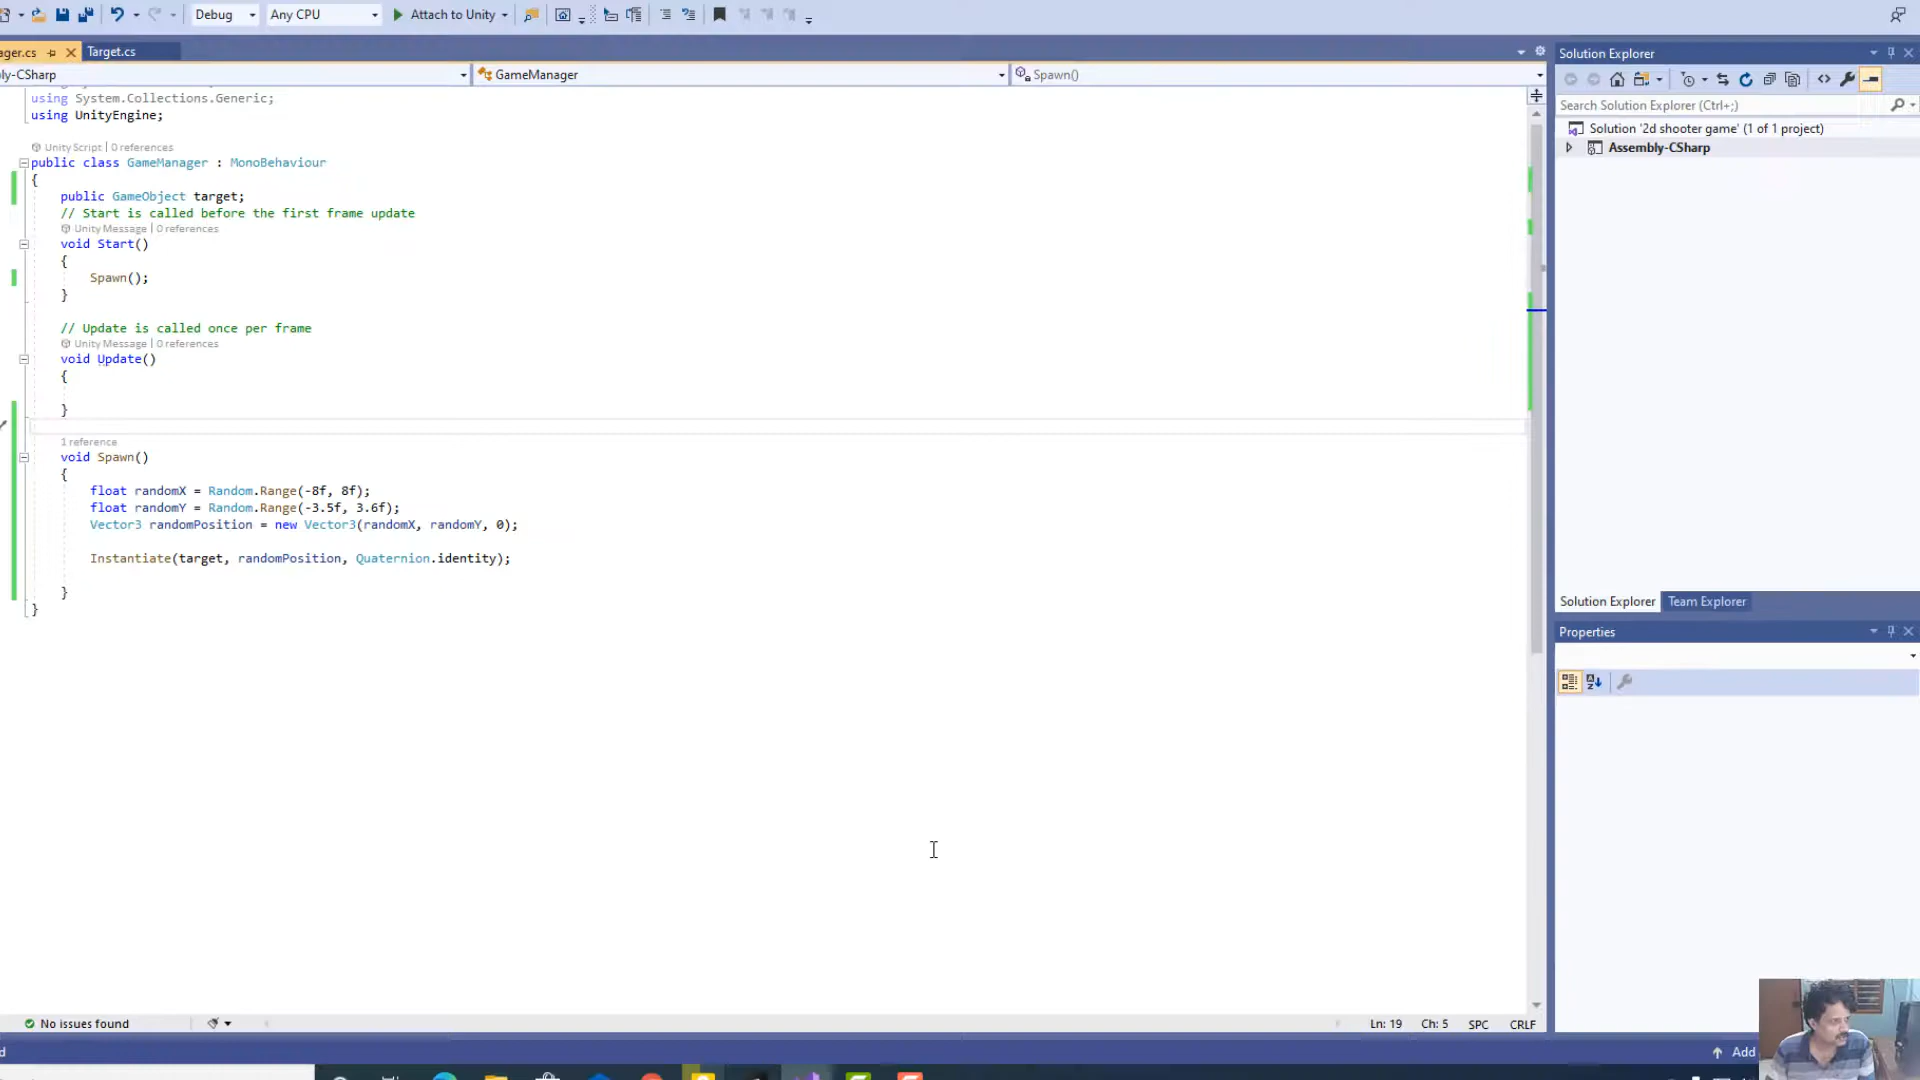 Debug
Any CPU
Attach to Unity
ager.cs
Target.cs
ly-CSharp
GameManager
Spawn()
using System.Collections.Generic;
using UnityEngine;
Unity Script | 0 references
public class GameManager : MonoBehaviour
{
public GameObject target;
// Start is called before the first frame update
Unity Message | 0 references
void Start()
{
Spawn();
}
// Update is called once per frame
Unity Message | 0 references
void Update()
{
}
1 reference
void Spawn()
{
float randomX = Random.Range(-8f, 8f);
float randomY = Random.Range(-3.5f, 3.6f);
Vector3 randomPosition = new Vector3(randomX, randomY, 0);
Instantiate(target, randomPosition, Quaternion.identity);
}
}
No issues found
Ln: 19
Ch: 5
SPC
CRLF
Solution Explorer
Search Solution Explorer (Ctrl+;)
Solution '2d shooter game' (1 of 1 project)
Assembly-CSharp
Solution Explorer
Team Explorer
Properties
d
Add